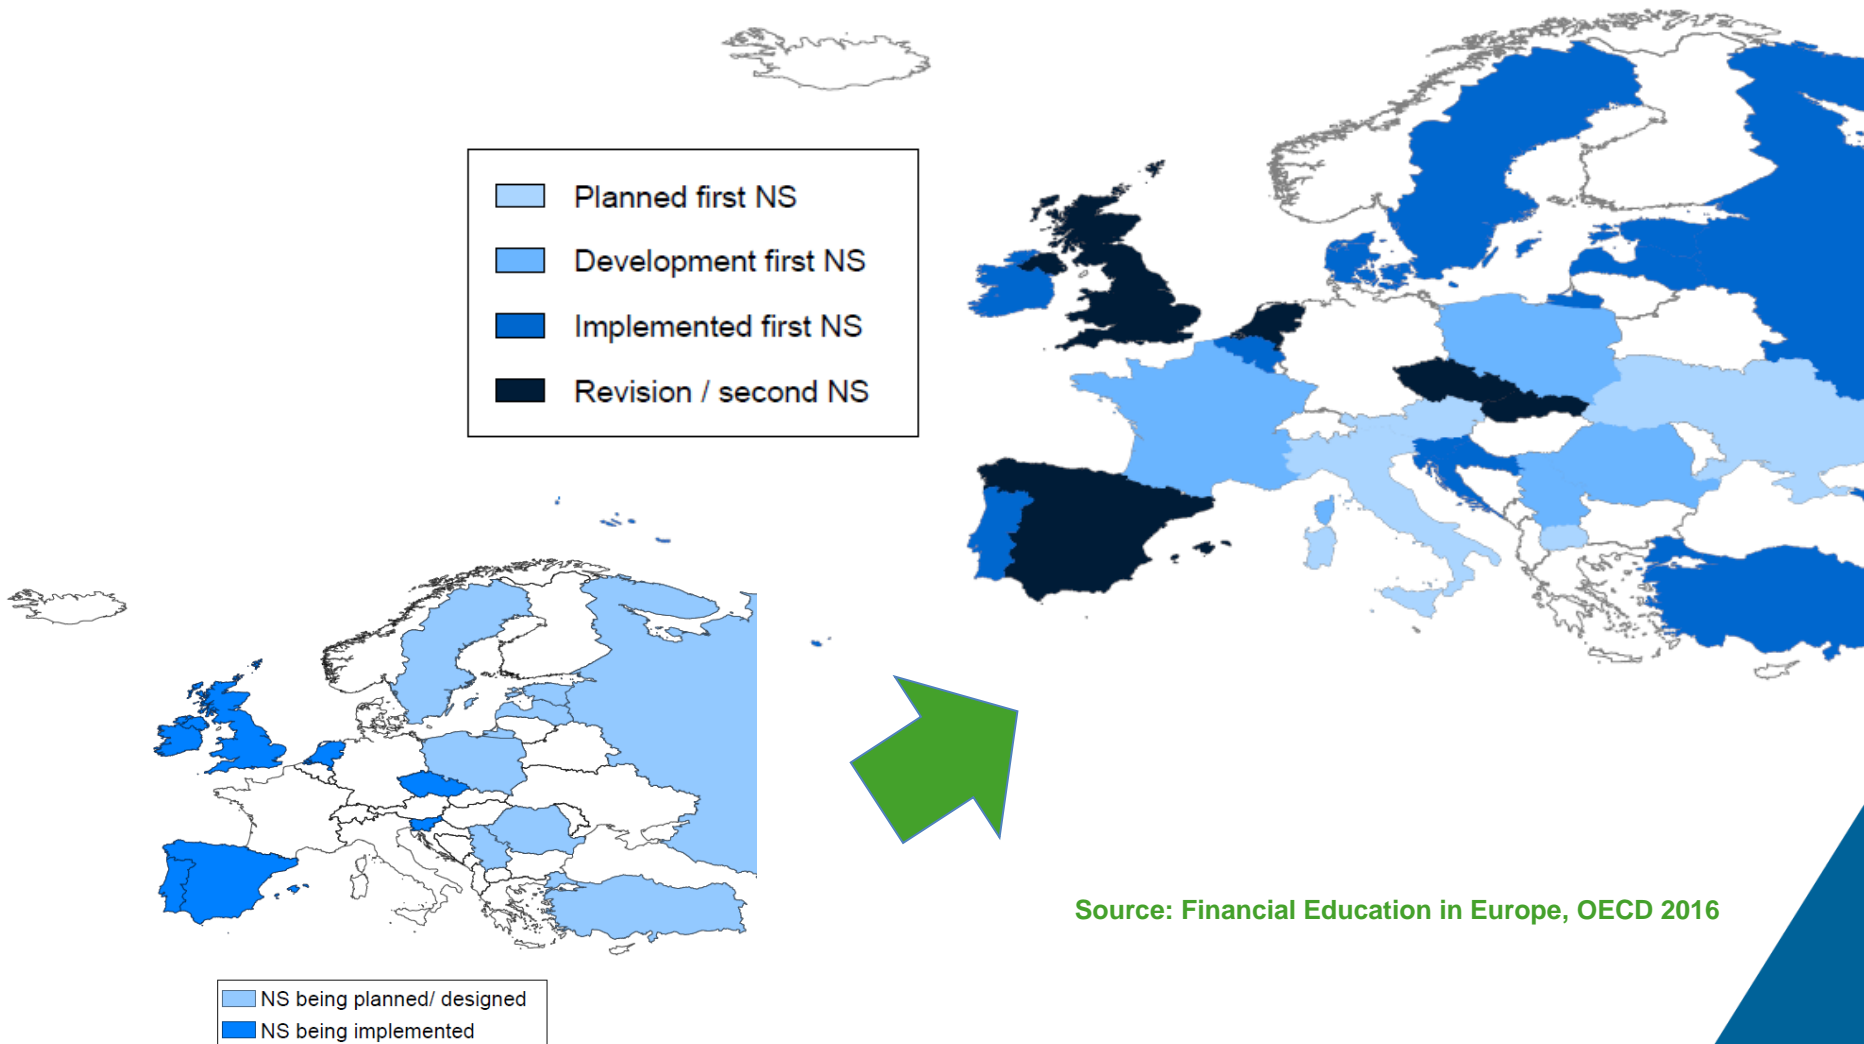 Planned first NS
Development first NS
Implemented first NS
Revision / second NS
Source: Financial Education in Europe, OECD 2016
NS being planned/ designed
NS being implemented